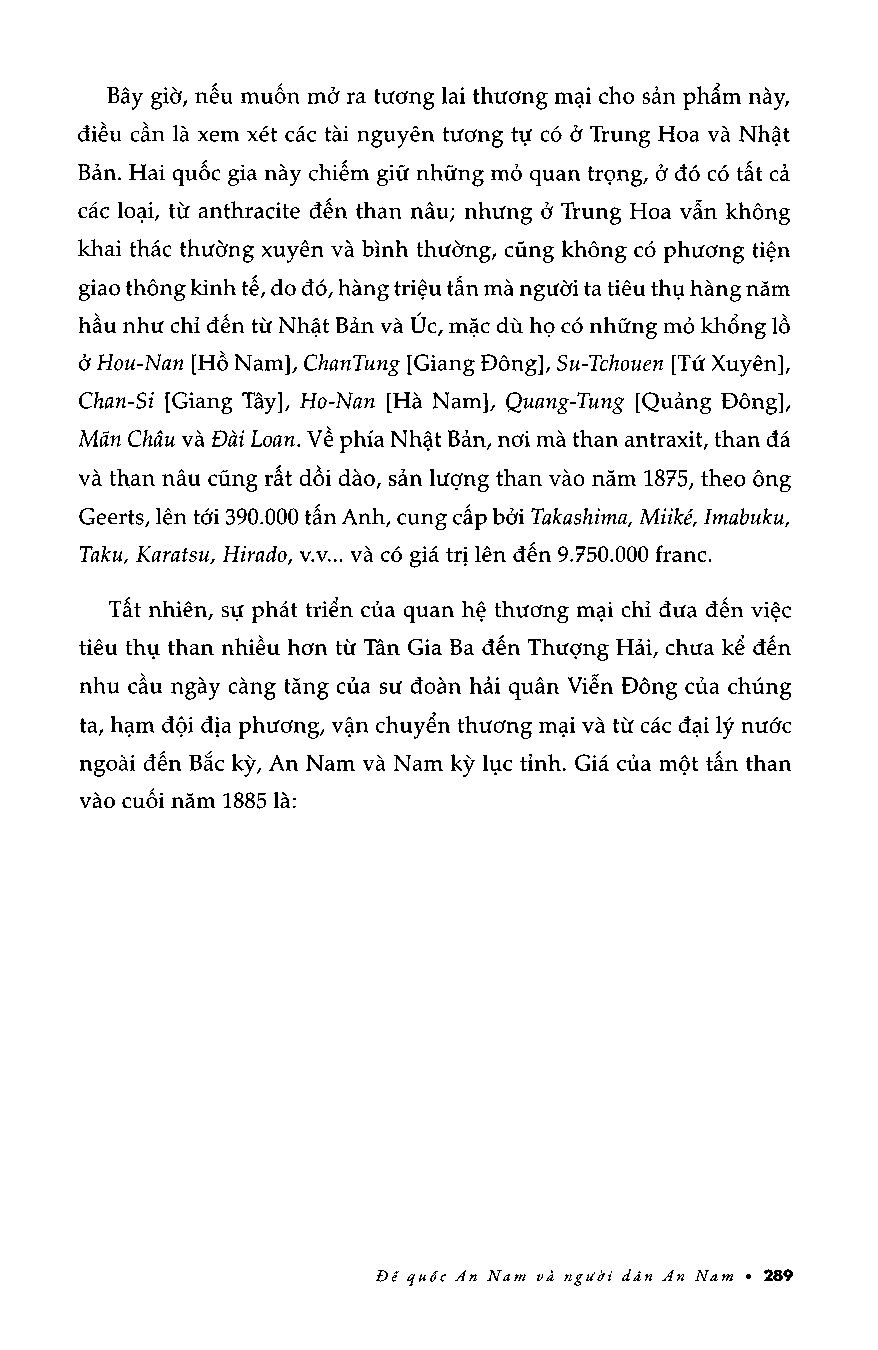 Bây giờ, nếu muốn mở ra tương lai thương mại cho sản phẩm này,
điều cần là xem xét các tài nguyên tương tự có ở Trung Hoa và Nhật
Bản. Hai quốc gia này chiếm giữ những mỏ quan trọng, ở đó có tất cả
các loại, từ anthracite đến than nâu; nhưng ở Trung Hoa vẫn không
khai thác thường xuyên và bình thường, cũng không có phương tiện
giao thông kinh tế, do đó, hàng triệu tấn mà người ta tiêu thụ hàng năm
hầu như chỉ đến từ Nhật Bản và Úc, mặc dù họ có những mỏ khổng lồ
ở Hou-Nan [Hồ Nam], ChanTung [Giang Đông], Su-Tchouen [Tứ Xuyên],
Chan-Si [Giang Tây], Ho-Nan [Hà Nam], Quang-Tung [Quảng Đông],
Mãn Châu và Đài Loan. Về phía Nhật Bản, nơi mà than antraxit, than đá
và than nâu cũng rất dồi dào, sản lượng than vào năm 1875, theo ông
Geerts, lên tới 390.000 tấn Anh, cung cấp bởi Takashima, Miiké, Imabuku,
Taku, Karatsu, Hirado, v.v... và có giá trị lên đến 9.750.000 franc.
Tất nhiên, sự phát triển của quan hệ thương mại chỉ đưa đến việc
tiêu thụ than nhiều hơn từ Tân Gia Ba đến Thượng Hải, chưa kể đến
nhu cầu ngày càng tăng của sư đoàn hải quân Viễn Đông của chúng
ta, hạm đội địa phương, vận chuyển thương mại và từ các đại lý nước
ngoài đến Bắc kỳ, An Nam và Nam kỳ lục tỉnh. Giá của một tấn than
vào cuối năm 1885 là:
Đế quốc An Nam và người dân An Nam • 289